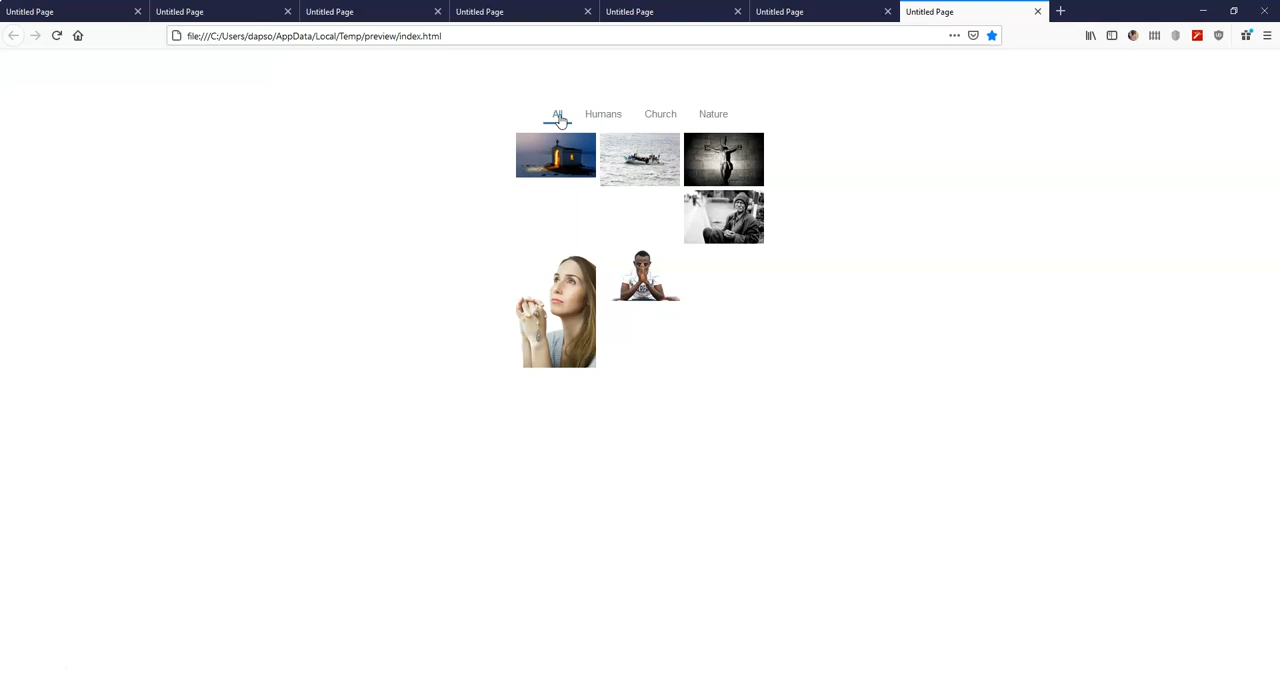 Untitled Page Untitled Page Untitled Page Untitled Page Untitled Page Untitled Page Untitled Page
file:///C:/Users/dapso/AppData/Local/Temp/preview/index.html
All Humans Church Nature